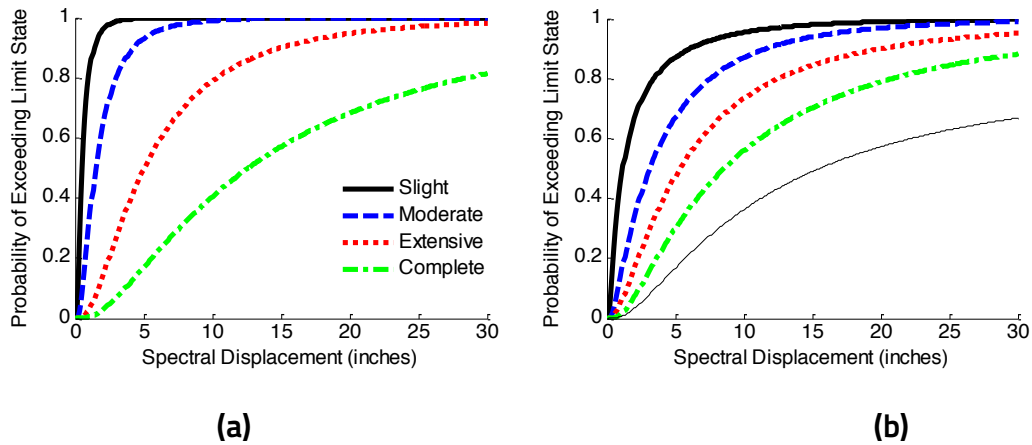 Probability of Exceeding Limit State
1
0.8
0.6
0.4
0.2
0
0 5 10 15 20 25 30
Spectral Displacement (inches)
Slight
Moderate
Extensive
Complete
(a)
Probability of Exceeding Limit State
1
0.8
0.6
0.4
0.2
0
0 5 10 15 20 25 30
Spectral Displacement (inches)
(b)